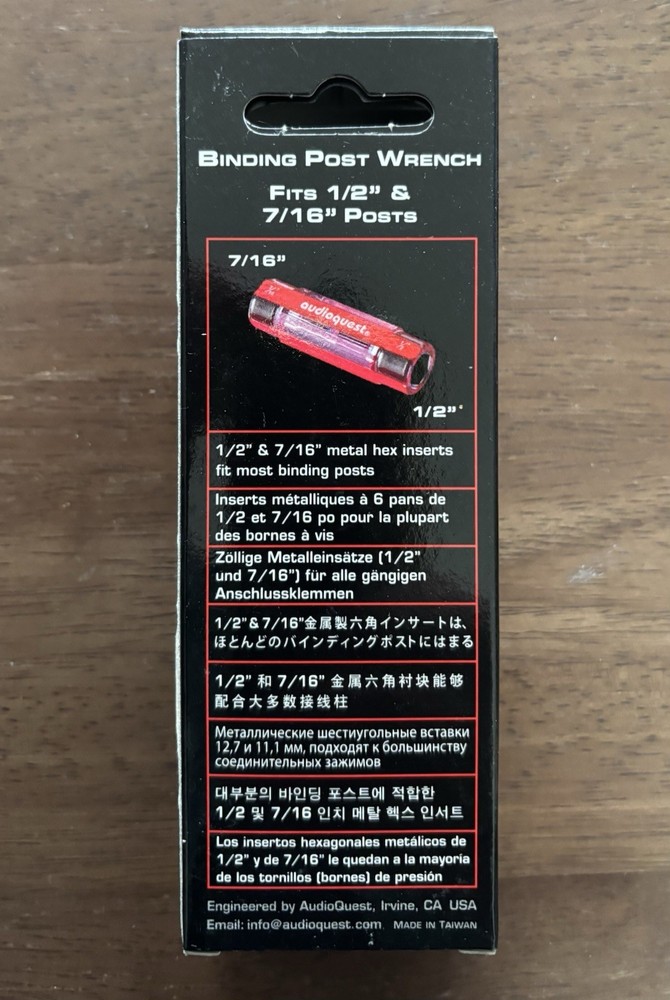 BINDING POST WRENCH
FITS 1/2” &
7/16” POSTS
7/16”
audioquest®
1/2”
1/2” & 7/16” metal hex inserts
fit most binding posts
Inserts métalliques à 6 pans de
1/2 et 7/16 po pour la plupart
des bornes à vis
Zöllige Metalleinsätze (1/2”
und 7/16”) für alle gängigen
Anschlussklemmen
1/2”&7/16”金属製六角インサートは、
ほとんどのバインディングポストにはまる
1/2” 和 7/16” 金属六角衬块能够
配合大多数接线柱
Металлические шестиугольные вставки
12,7 и 11,1 мм, подходят к большинству
соединительных зажимов
대부분의 바인딩 포스트에 적합한
1/2 및 7/16 인치 메탈 헥스 인서트
Los insertos hexagonales metálicos de
1/2” y de 7/16” le quedan a la mayoría
de los tornillos (bornes) de presión
Engineered by AudioQuest, Irvine, CA USA
Email: info@audioquest.com MADE IN TAIWAN